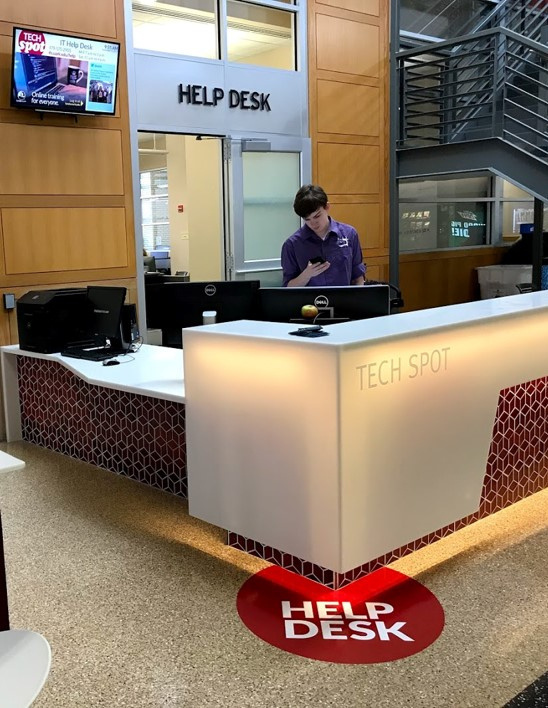 TECH
spot
IT Help Desk
Online training
for everyone.
HELP DESK
DELL
DELL
TECH SPOT
HELP
DESK